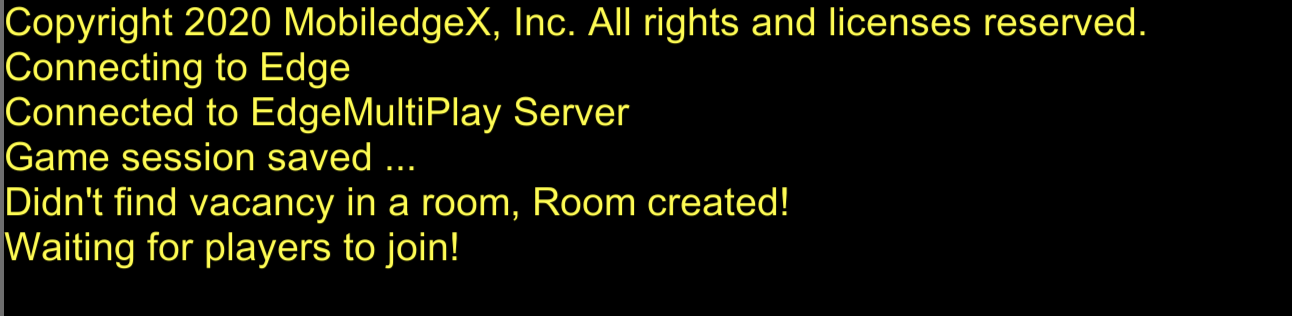 Copyright 2020 MobiledgeX, Inc. All rights and licenses reserved.
Connecting to Edge
Connected to EdgeMultiPlay Server
Game session saved ...
Didn't find vacancy in a room, Room created!
Waiting for players to join!